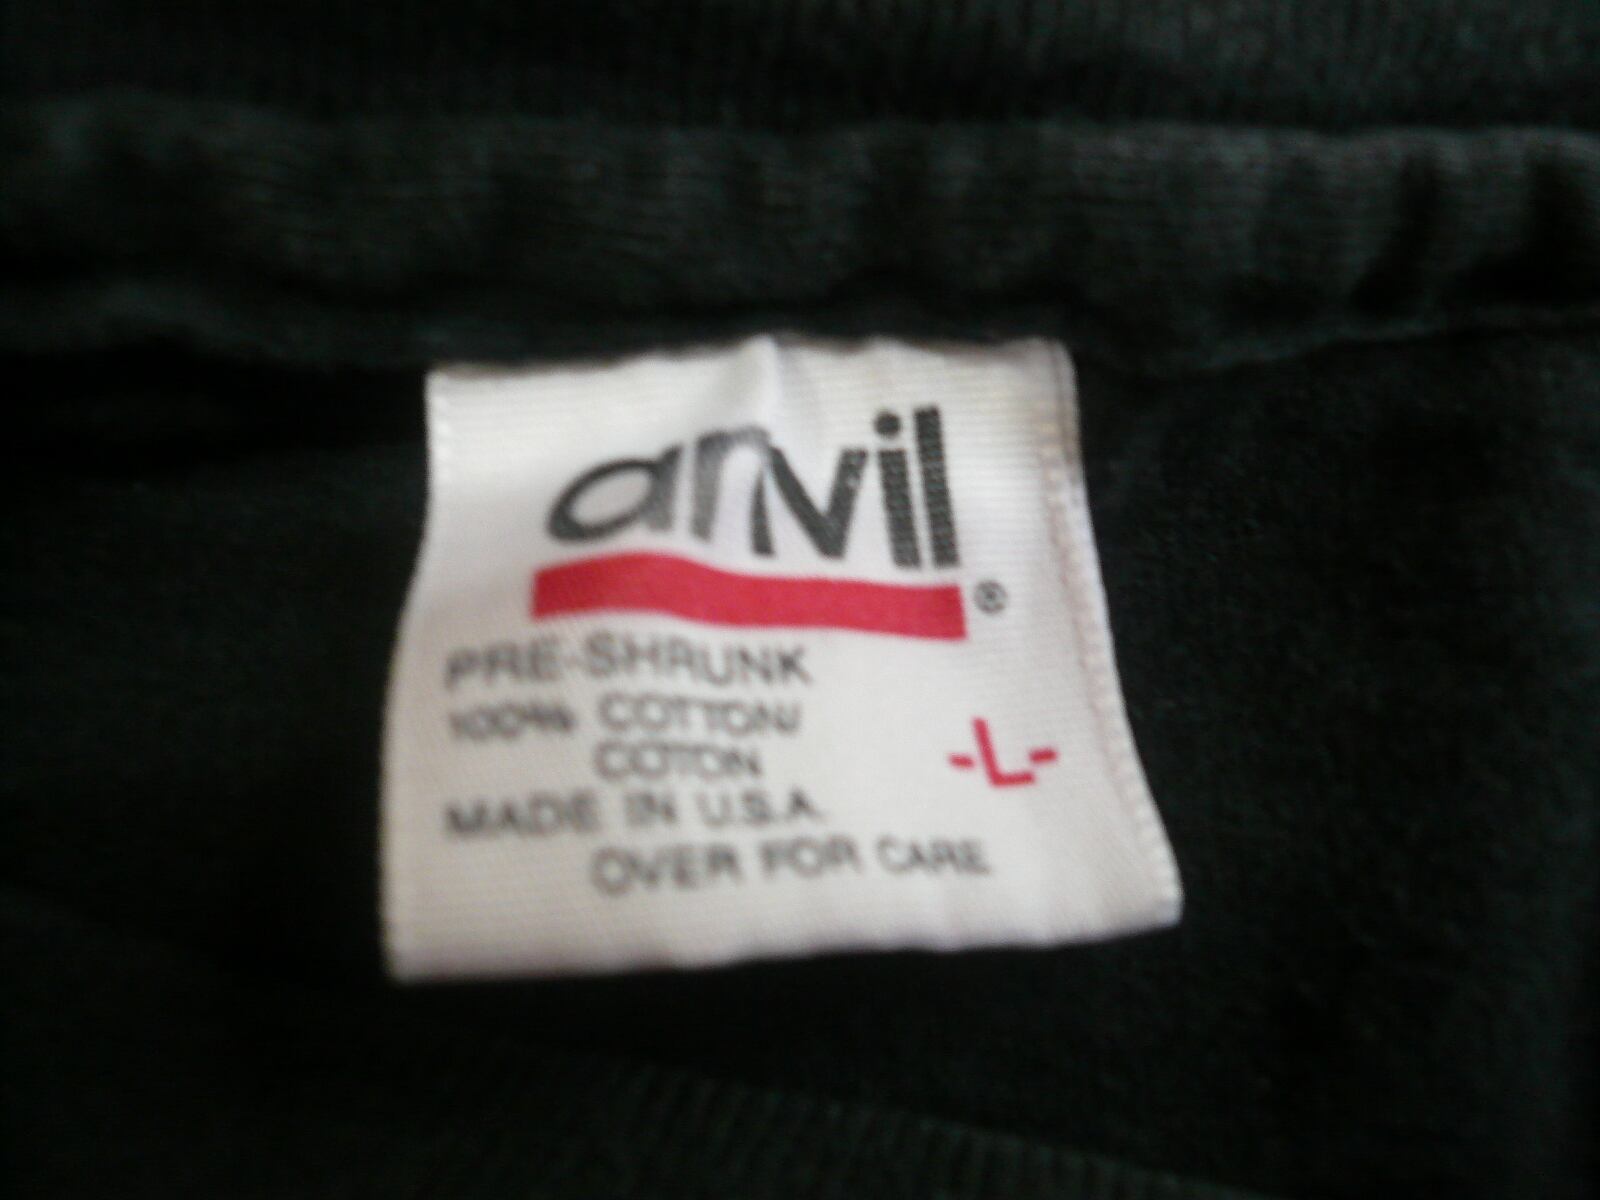 anvil®
PRE-SHRUNK
100% COTTON/
COTON
-L-
MADE IN U.S.A.
OVER FOR CARE